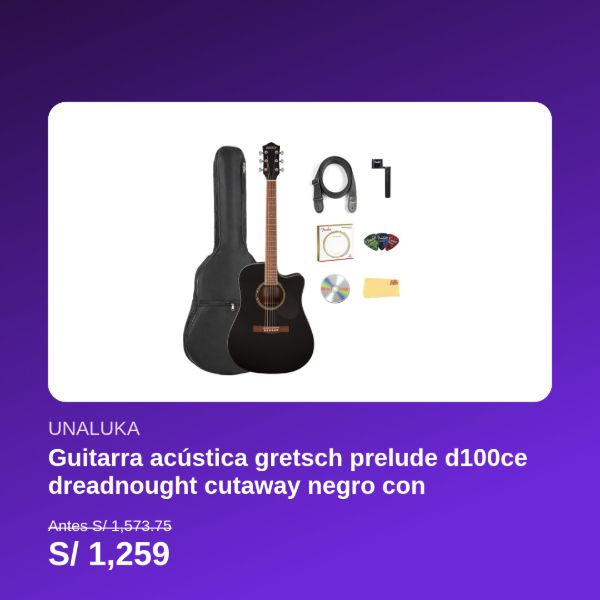 UNALUKA
Guitarra acústica gretsch prelude d100ce
dreadnought cutaway negro con
Antes S/ 1,573.75
S/ 1,259